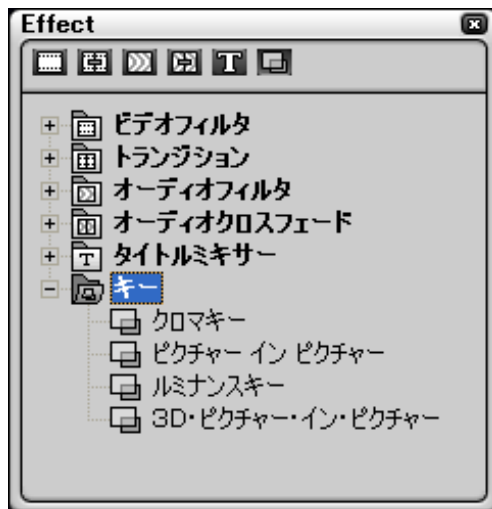 Effect
ビデオフィルタ
トランジション
オーディオフィルタ
オーディオクロスフェード
タイトルミキサー
キー
クロマキー
ピクチャー イン ピクチャー
ルミナンスキー
3D・ピクチャー・イン・ピクチャー